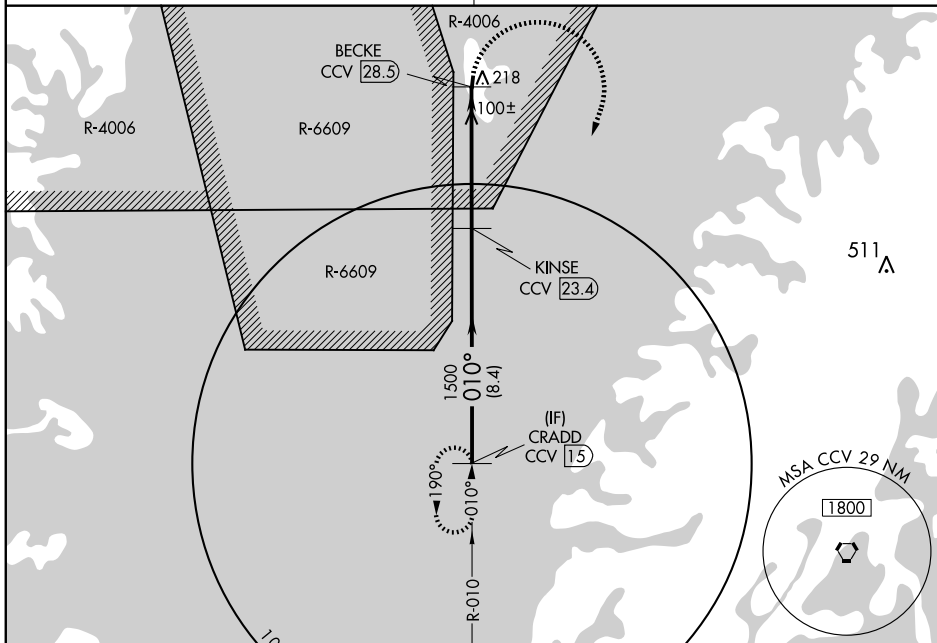 R-4006
BECKE
CCV 28.5
218
100±
R-4006
R-6609
511
R-6609
KINSE
CCV 23.4
1500
010°
(8.4)
(IF)
CRADD
CCV 15
190°
010°
MSA CCV 29 NM
1800
R-010
10